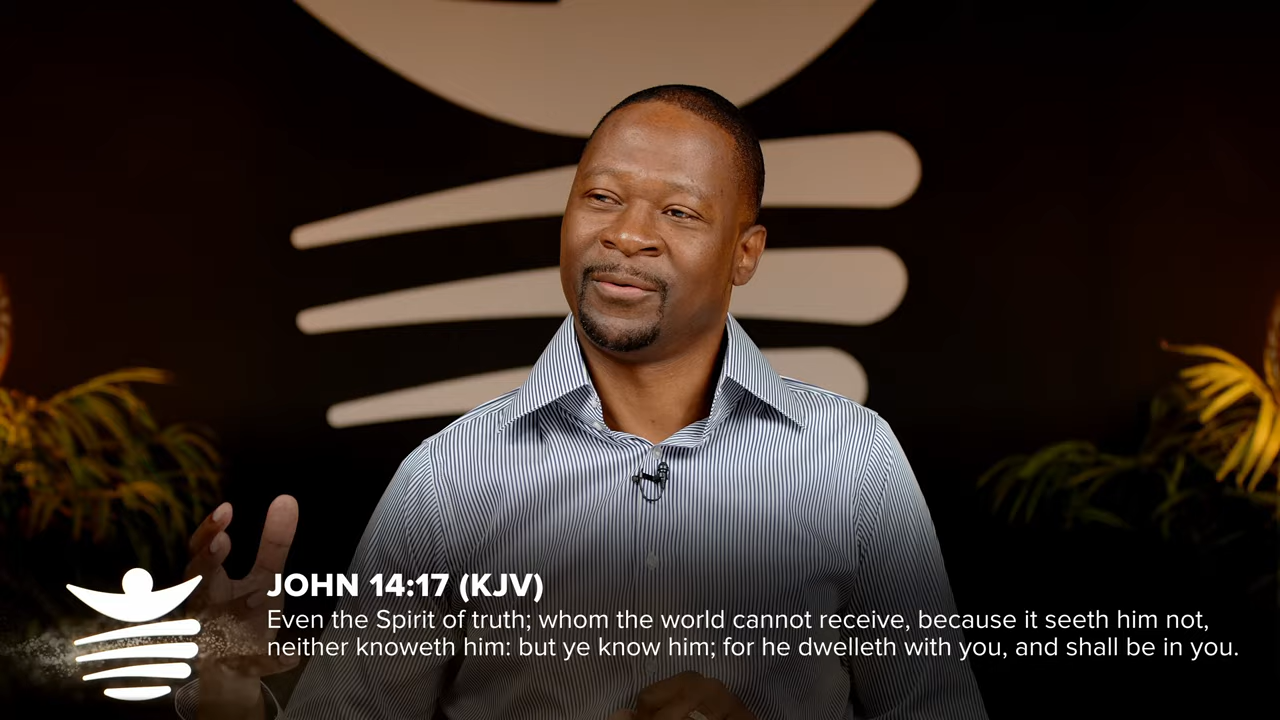 JOHN 14:17 (KJV)
Even the Spirit of truth; whom the world cannot receive, because it seeth him not,
neither knoweth him: but ye know him; for he dwelleth with you, and shall be in you.